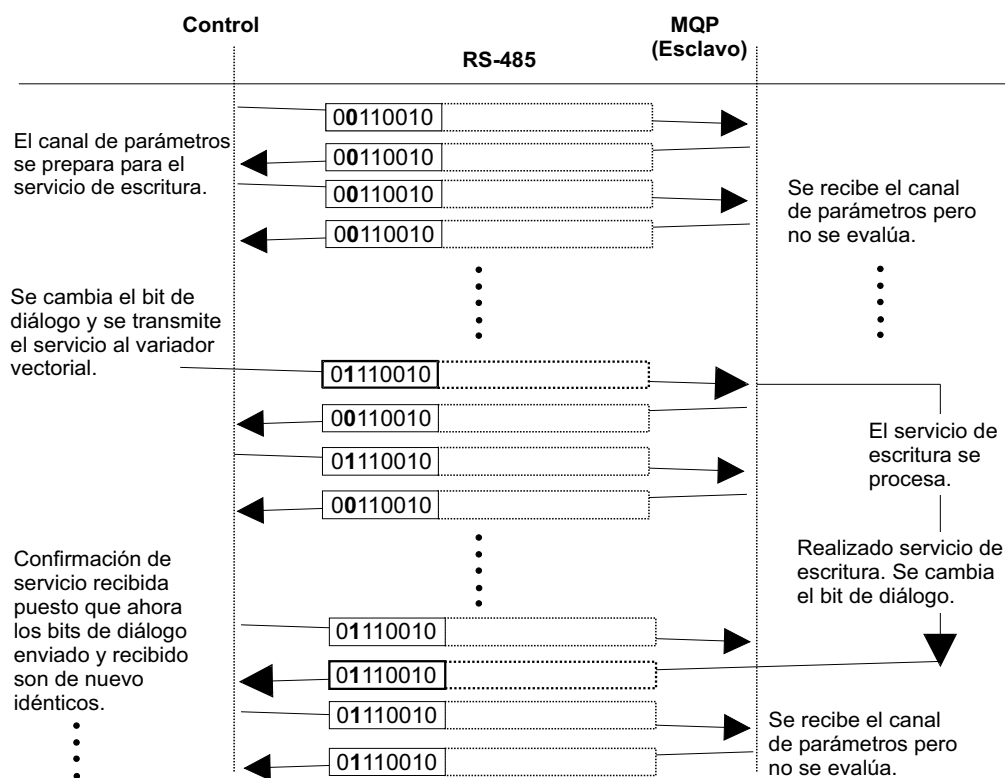 Control
MQP
(Esclavo)
RS-485
00110010
El canal de parámetros
se prepara para el
servicio de escritura.
00110010
00110010
00110010
Se recibe el canal
de parámetros pero
no se evalúa.
Se cambia el bit de
diálogo y se transmite
el servicio al variador
vectorial.
01110010
00110010
01110010
00110010
El servicio de
escritura se
procesa.
Realizado servicio de
escritura. Se cambia
el bit de diálogo.
Confirmación de
servicio recibida
puesto que ahora
los bits de diálogo
enviado y recibido
son de nuevo
idénticos.
01110010
01110010
01110010
01110010
Se recibe el canal
de parámetros pero
no se evalúa.